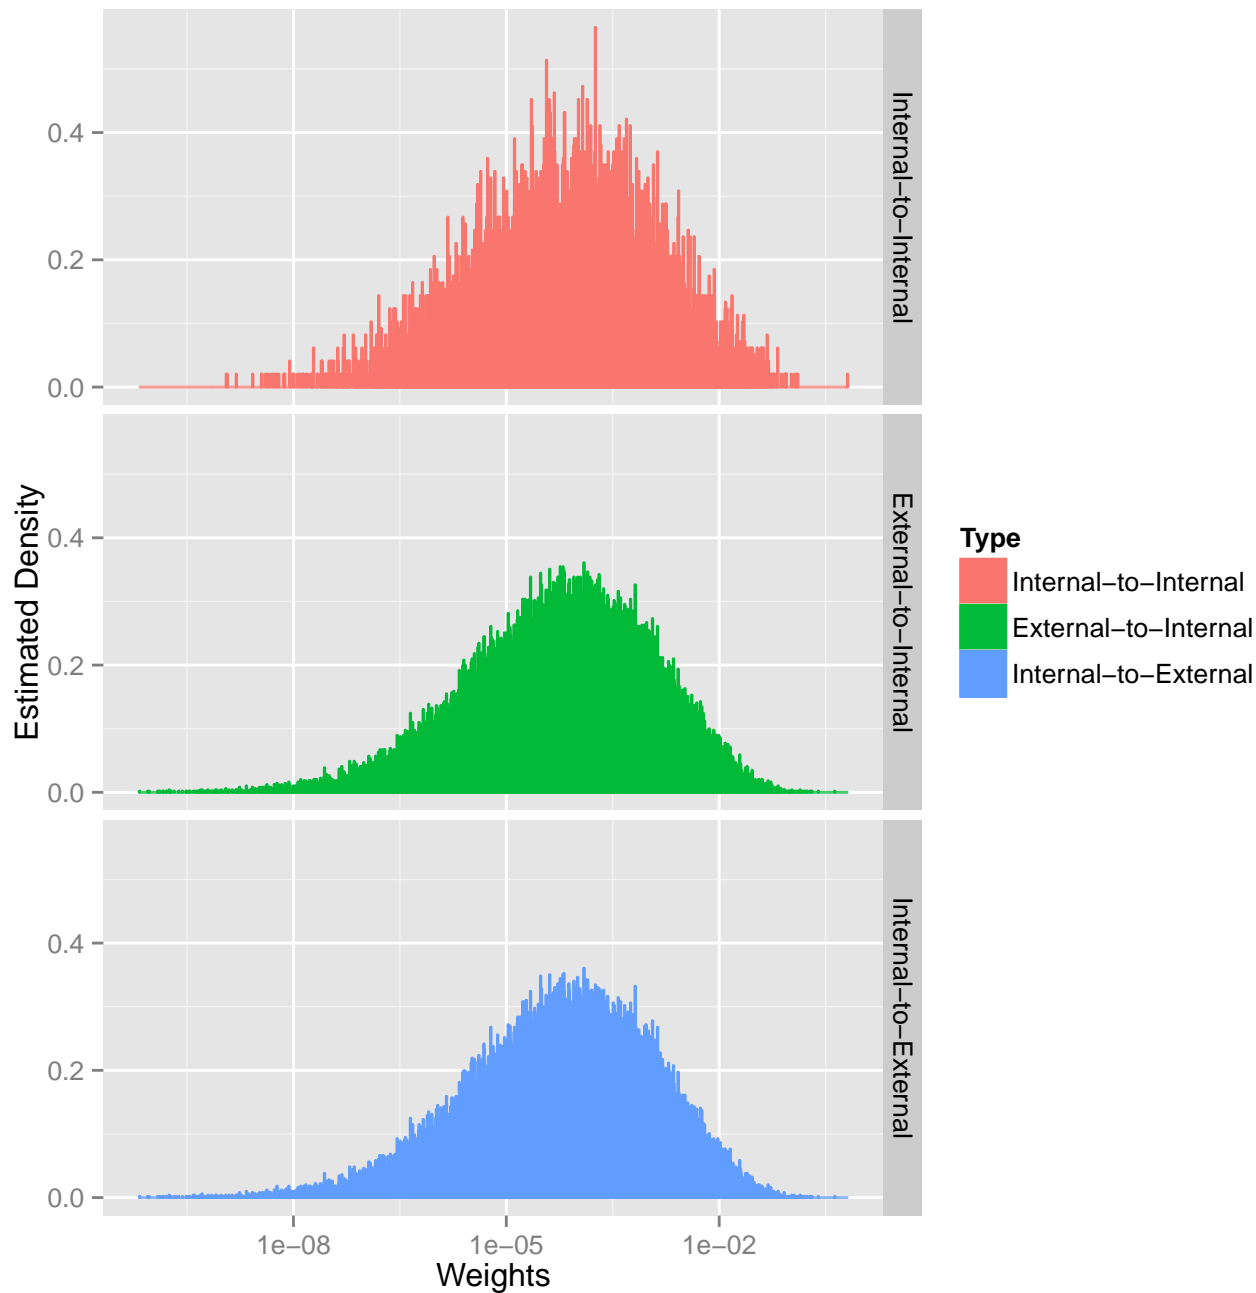 Estimated Density
0.4
0.2
0.0
Internal−to−Internal
0.4
0.2
0.0
External−to−Internal
0.4
0.2
0.0
Internal−to−External
1e−08
1e−05
1e−02
Weights
Type
Internal−to−Internal
External−to−Internal
Internal−to−External